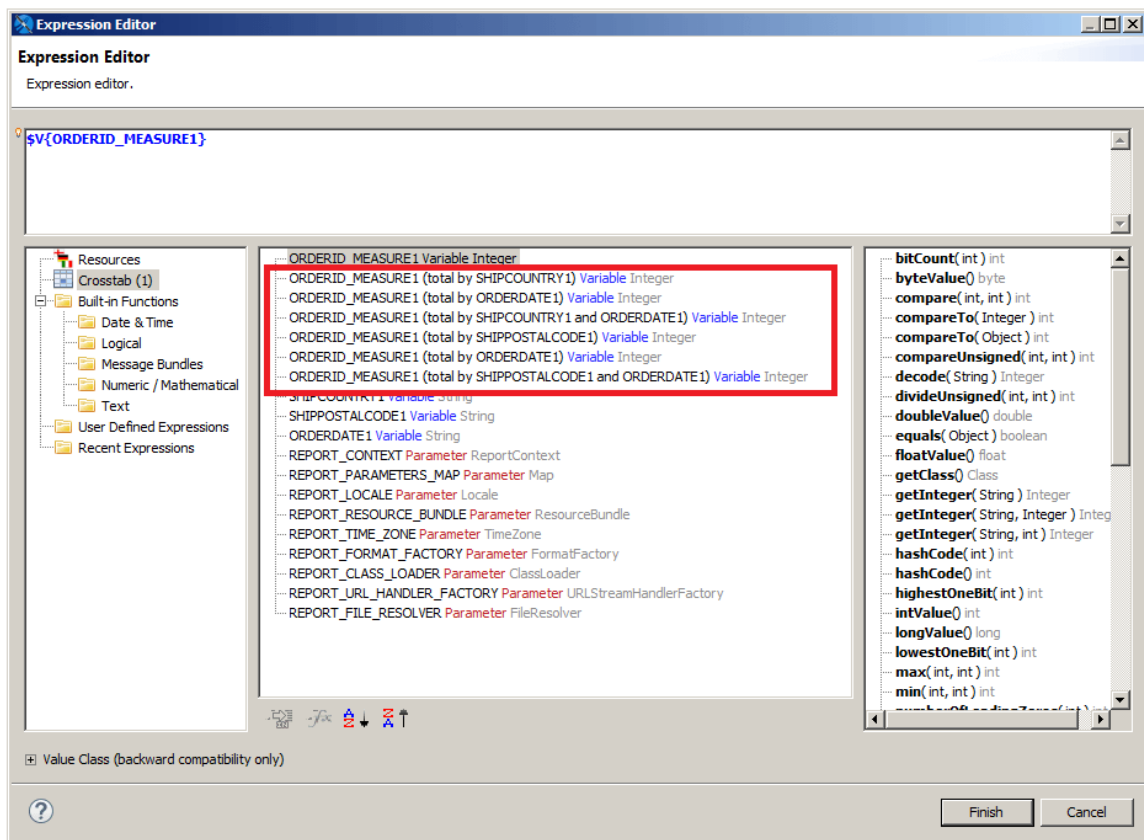 Expression Editor
Expression Editor
Expression editor.
$V{ORDERID_MEASURE1}
Resources
Crosstab (1)
Built-in Functions
Date & Time
Logical
Message Bundles
Numeric / Mathematical
Text
User Defined Expressions
Recent Expressions
ORDERID_MEASURE1 Variable Integer
ORDERID_MEASURE1 (total by SHIPCOUNTRY1) Variable Integer
ORDERID_MEASURE1 (total by ORDERDATE1) Variable Integer
ORDERID_MEASURE1 (total by SHIPCOUNTRY1 and ORDERDATE1) Variable Integer
ORDERID_MEASURE1 (total by SHIPPOSTALCODE1) Variable Integer
ORDERID_MEASURE1 (total by ORDERDATE1) Variable Integer
ORDERID_MEASURE1 (total by SHIPPOSTALCODE1 and ORDERDATE1) Variable Integer
SHIPCOUNTRY1 Variable String
SHIPPOSTALCODE1 Variable String
ORDERDATE1 Variable String
REPORT_CONTEXT Parameter ReportContext
REPORT_PARAMETERS_MAP Parameter Map
REPORT_LOCALE Parameter Locale
REPORT_RESOURCE_BUNDLE Parameter ResourceBundle
REPORT_TIME_ZONE Parameter TimeZone
REPORT_FORMAT_FACTORY Parameter FormatFactory
REPORT_CLASS_LOADER Parameter ClassLoader
REPORT_URL_HANDLER_FACTORY Parameter URLStreamHandlerFactory
REPORT_FILE_RESOLVER Parameter FileResolver
bitCount( int ) int
byteValue() byte
compare( int, int ) int
compareTo( Integer ) int
compareTo( Object ) int
compareUnsigned( int, int ) int
decode( String ) Integer
divideUnsigned( int, int ) int
doubleValue() double
equals( Object ) boolean
floatValue() float
getClass() Class
getInteger( String ) Integer
getInteger( String, Integer ) Integ
getInteger( String, int ) Integer
hashCode( int ) int
hashCode() int
highestOneBit( int ) int
intValue() int
longValue() long
lowestOneBit( int ) int
max( int, int ) int
min( int, int ) int
numberOfLeadingZeros( int ) int
Value Class (backward compatibility only)
Finish
Cancel